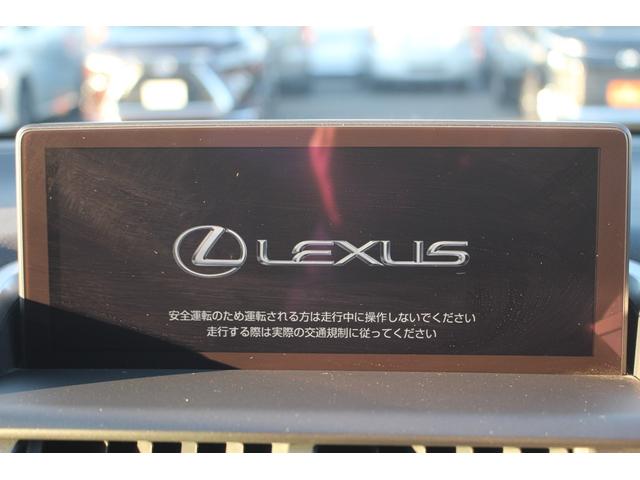 LEXUS
安全運転のため運転される方は走行中に操作しないでください
走行する際は実際の交通規制に従ってください